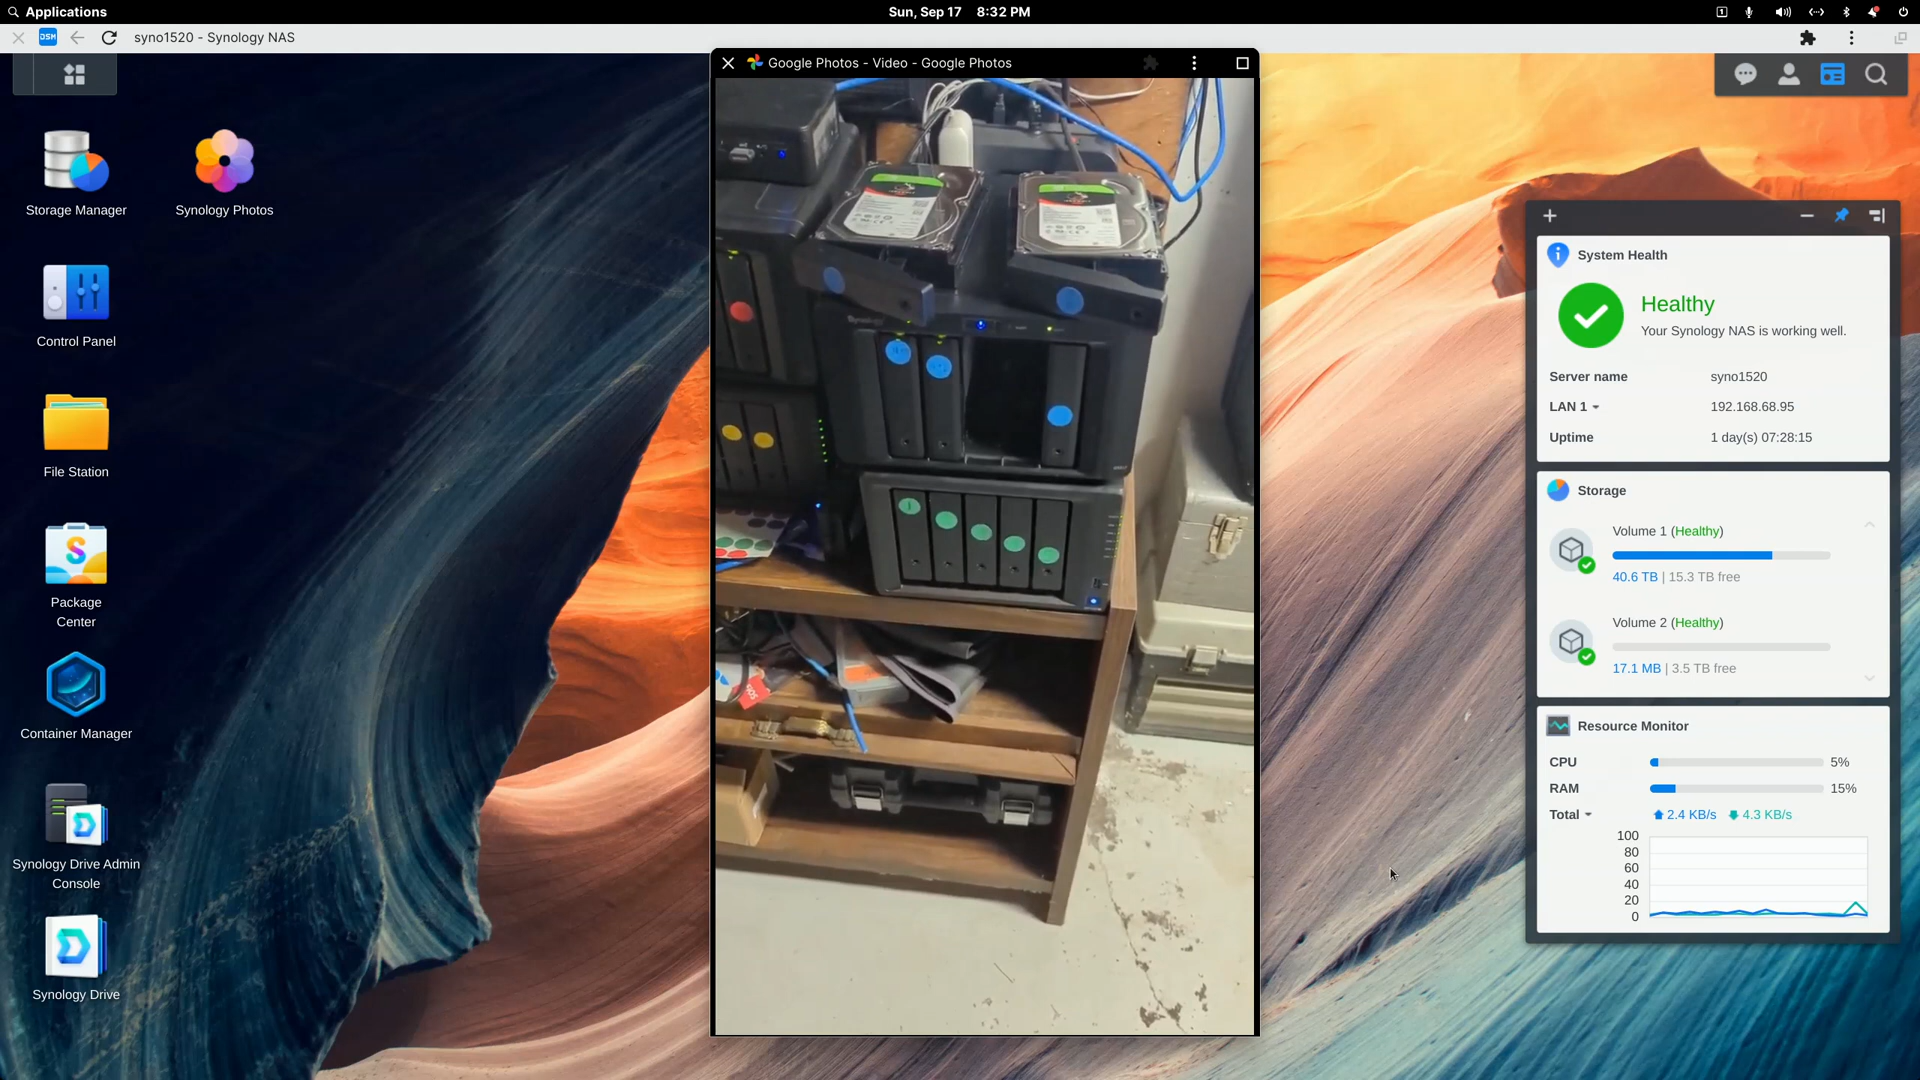 Applications
Sun, Sep 17 8:32 PM
DSM
syno1520 - Synology NAS
Google Photos - Video - Google Photos
Storage Manager
Synology Photos
Control Panel
File Station
Package
Center
Container Manager
Synology Drive Admin
Console
Synology Drive
System Health
Healthy
Your Synology NAS is working well.
Server name syno1520
LAN 1 192.168.68.95
Uptime 1 day(s) 07:28:15
Storage
Volume 1 (Healthy)
40.6 TB | 15.3 TB free
Volume 2 (Healthy)
17.1 MB | 3.5 TB free
Resource Monitor
CPU 5%
RAM 15%
Total 2.4 KB/s 4.3 KB/s
100
80
60
40
20
0